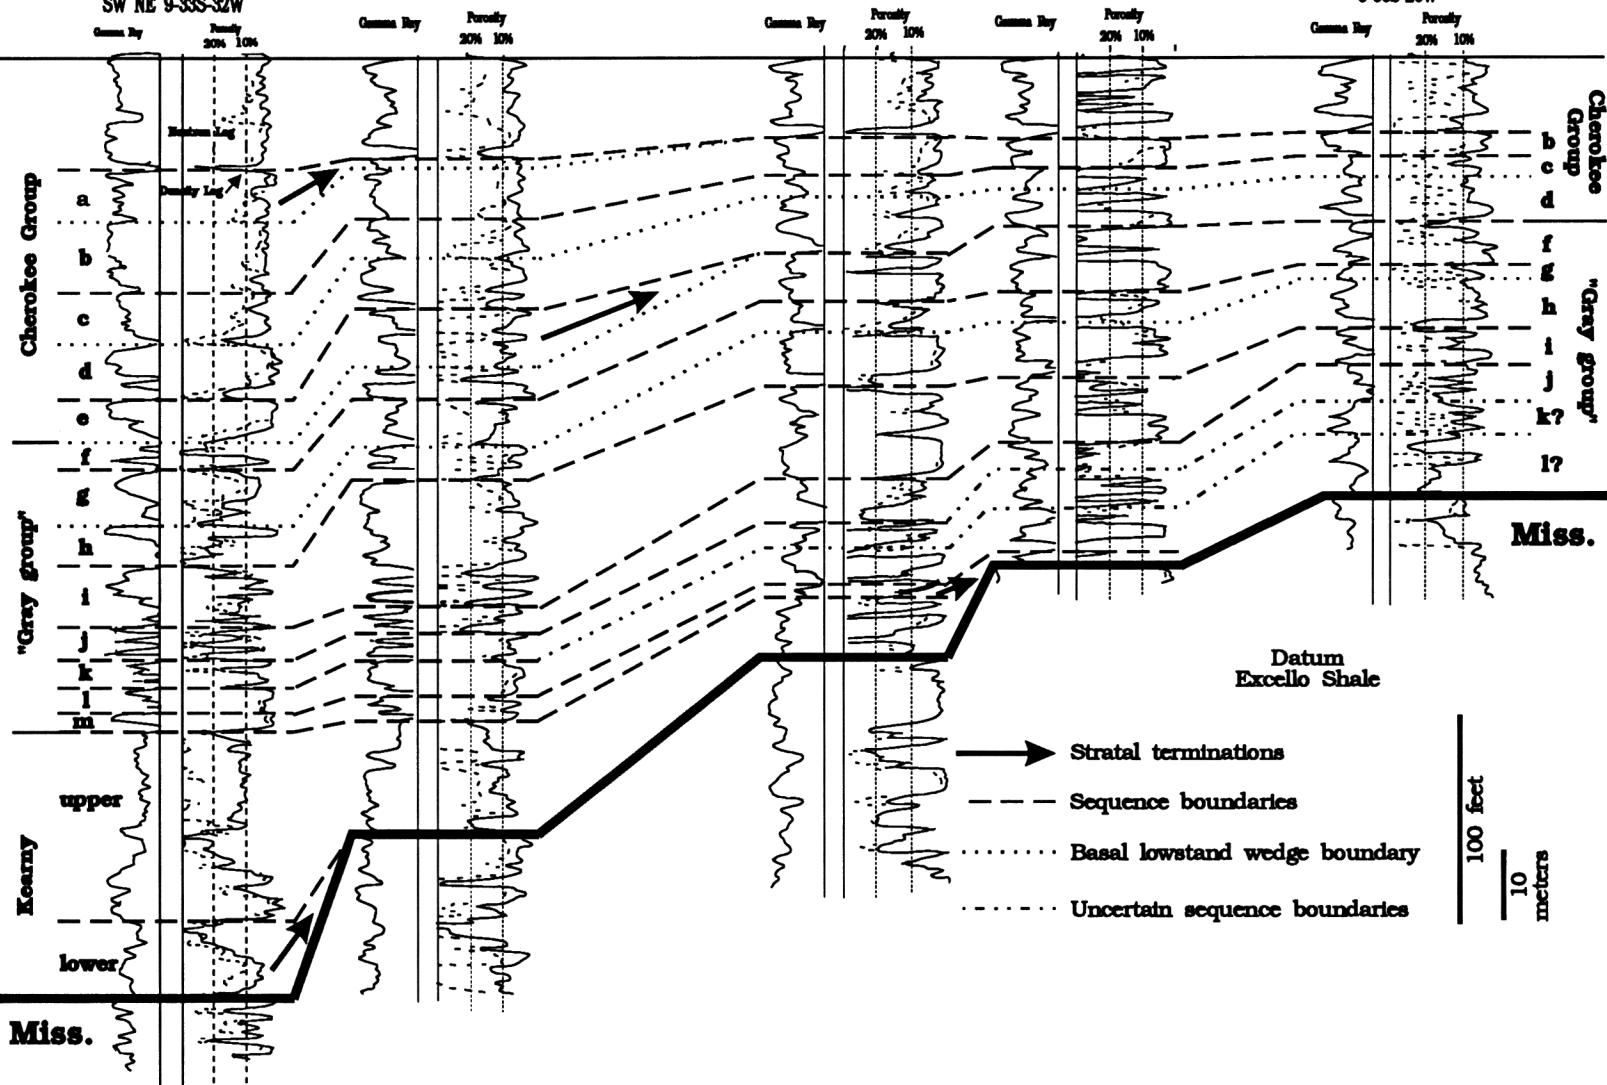 SW NE 9-33S-32W
Gamma Ray
Porosity
20% 10%
Gamma Ray
Porosity
20% 10%
Gamma Ray
Porosity
20% 10%
Gamma Ray
Porosity
20% 10%
Gamma Ray
Porosity
20% 10%
Neutron Log
Density Log
Cherokee Group
a
b
c
d
e
"Gray group"
f
g
h
i
j
k
l
m
Kearny
upper
lower
Miss.
Cherokee
Group
b
c
d
"Gray group"
f
g
h
i
j
k?
l?
Miss.
Datum
Excello Shale
Stratal terminations
Sequence boundaries
Basal lowstand wedge boundary
Uncertain sequence boundaries
100 feet
10
meters